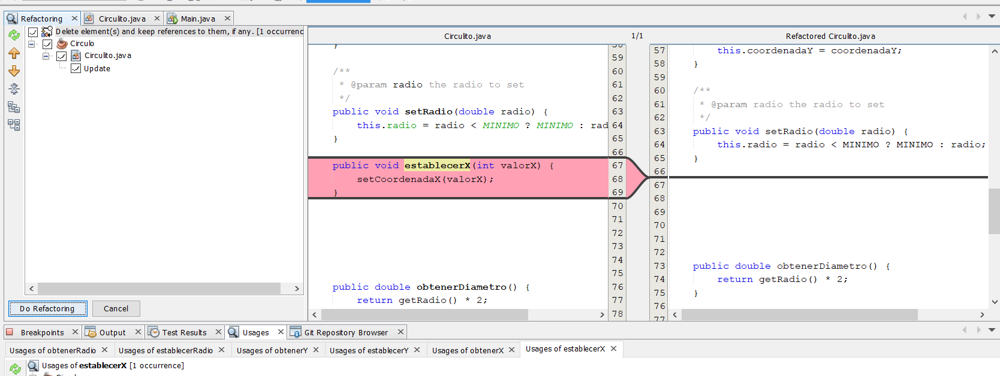 Refactoring
Circulito.java
Main.java
Delete element(s) and keep references to them, if any. [1 occurrenc
Circulo
Circulito.java
Update
Do Refactoring
Cancel
Circulito.java
1/1
Refactored Circulito.java
}
59
60 /**
61 * @param radio the radio to set
62 */
63 public void setRadio(double radio) {
64 this.radio = radio < MINIMO ? MINIMO : rad
65 }
66
67 public void establecerX(int valorX) {
68 setCoordenadaX(valorX);
69 }
70
71
72
73
74
75
76 public double obtenerDiametro() {
77 return getRadio() * 2;
78
57 this.coordenadaY = coordenadaY;
58 }
59
60 /**
61 * @param radio the radio to set
62 */
63 public void setRadio(double radio) {
64 this.radio = radio < MINIMO ? MINIMO : radio;
65 }
66
67
68
69
70
71
72
73 public double obtenerDiametro() {
74 return getRadio() * 2;
75 }
76
77
Breakpoints
Output
Test Results
Usages
Git Repository Browser
Usages of obtenerRadio
Usages of establecerRadio
Usages of obtenerY
Usages of establecerY
Usages of obtenerX
Usages of establecerX
Usages of establecerX [1 occurrence]